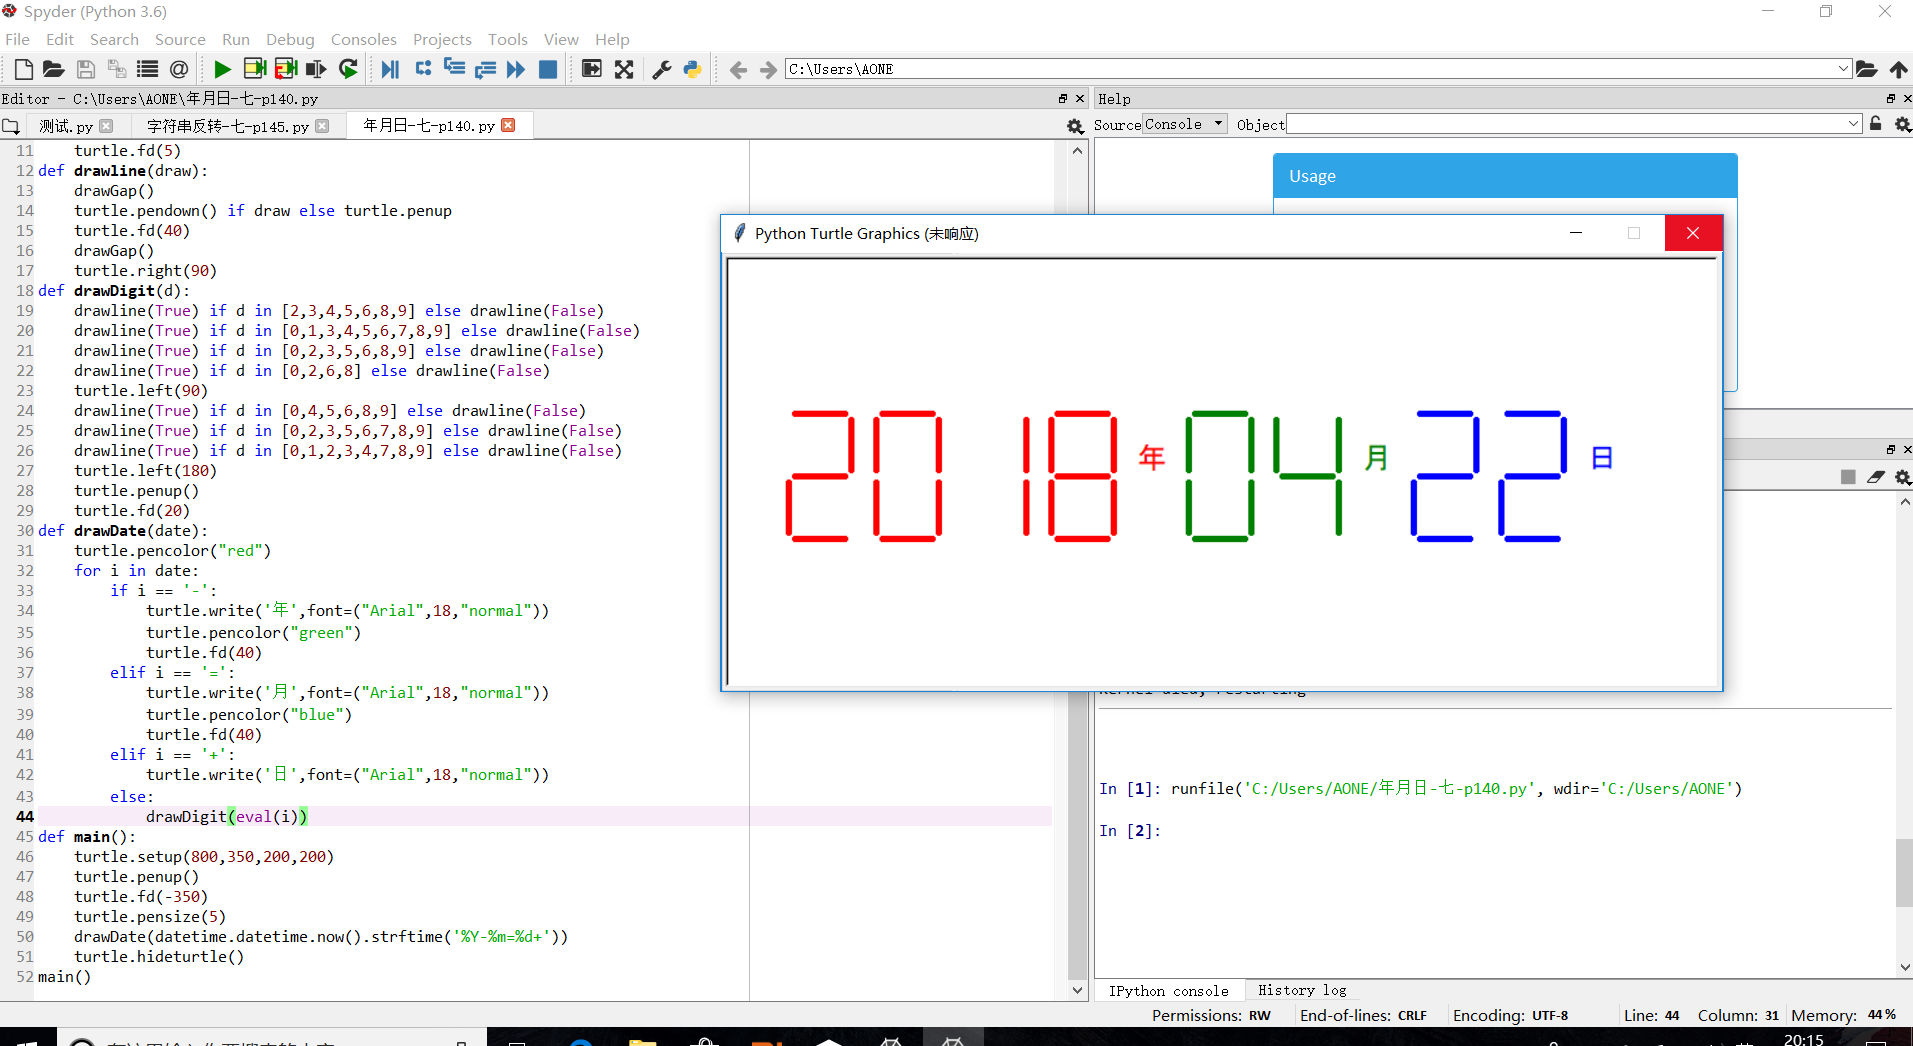 Spyder (Python 3.6)
File Edit Search Source Run Debug Consoles Projects Tools View Help
C:\Users\AONE
Editor - C:\Users\AONE\年月日-七-p140.py
测试.py 字符串反转-七-p145.py 年月日-七-p140.py
11 turtle.fd(5)
12 def drawline(draw):
13 drawGap()
14 turtle.pendown() if draw else turtle.penup
15 turtle.fd(40)
16 drawGap()
17 turtle.right(90)
18 def drawDigit(d):
19 drawline(True) if d in [2,3,4,5,6,8,9] else drawline(False)
20 drawline(True) if d in [0,1,3,4,5,6,7,8,9] else drawline(False)
21 drawline(True) if d in [0,2,3,5,6,8,9] else drawline(False)
22 drawline(True) if d in [0,2,6,8] else drawline(False)
23 turtle.left(90)
24 drawline(True) if d in [0,4,5,6,8,9] else drawline(False)
25 drawline(True) if d in [0,2,3,5,6,7,8,9] else drawline(False)
26 drawline(True) if d in [0,1,2,3,4,7,8,9] else drawline(False)
27 turtle.left(180)
28 turtle.penup()
29 turtle.fd(20)
30 def drawDate(date):
31 turtle.pencolor("red")
32 for i in date:
33 if i == '-':
34 turtle.write('年',font=("Arial",18,"normal"))
35 turtle.pencolor("green")
36 turtle.fd(40)
37 elif i == '=':
38 turtle.write('月',font=("Arial",18,"normal"))
39 turtle.pencolor("blue")
40 turtle.fd(40)
41 elif i == '+':
42 turtle.write('日',font=("Arial",18,"normal"))
43 else:
44 drawDigit(eval(i))
45 def main():
46 turtle.setup(800,350,200,200)
47 turtle.penup()
48 turtle.fd(-350)
49 turtle.pensize(5)
50 drawDate(datetime.datetime.now().strftime('%Y-%m=%d+'))
51 turtle.hideturtle()
52 main()
Help
Source Console Object
Usage
Python Turtle Graphics (未响应)
2018年04月22日
Kernel died, restarting
In [1]: runfile('C:/Users/AONE/年月日-七-p140.py', wdir='C:/Users/AONE')
In [2]:
IPython console History log
Permissions: RW End-of-lines: CRLF Encoding: UTF-8 Line: 44 Column: 31 Memory: 44%
20:15